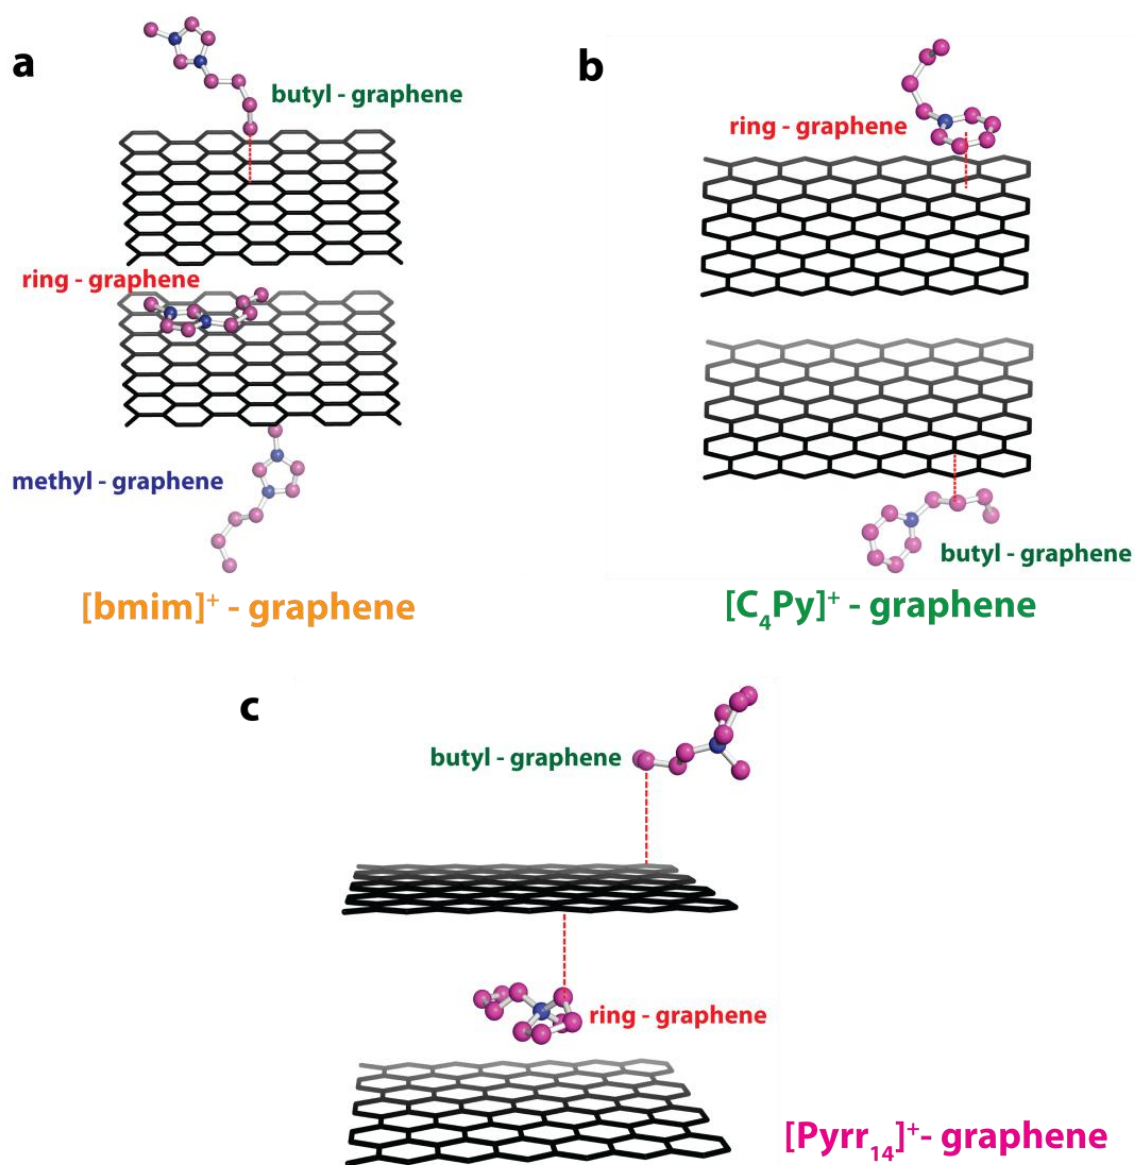 a
butyl - graphene
ring - graphene
methyl - graphene
[bmim]⁺ - graphene
b
ring - graphene
butyl - graphene
[C₄Py]⁺ - graphene
c
butyl - graphene
ring - graphene
[Pyrr₁₄]⁺- graphene